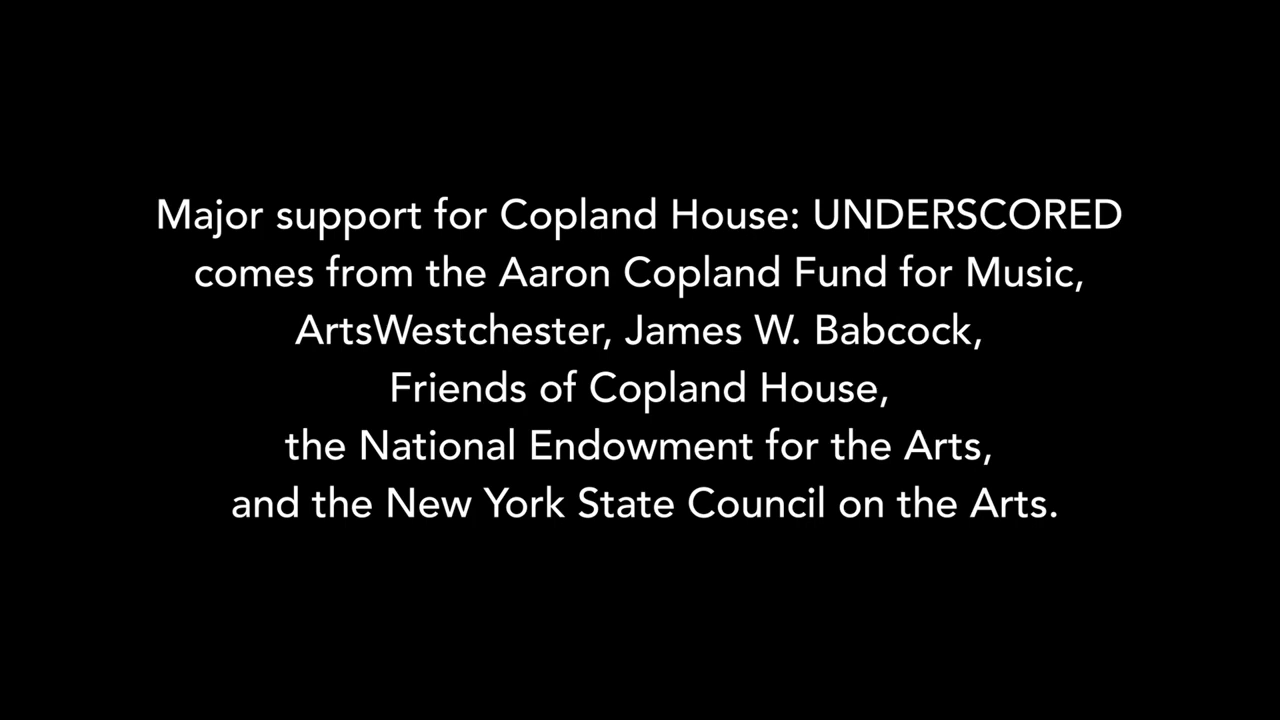 Major support for Copland House: UNDERSCORED
comes from the Aaron Copland Fund for Music,
ArtsWestchester, James W. Babcock,
Friends of Copland House,
the National Endowment for the Arts,
and the New York State Council on the Arts.